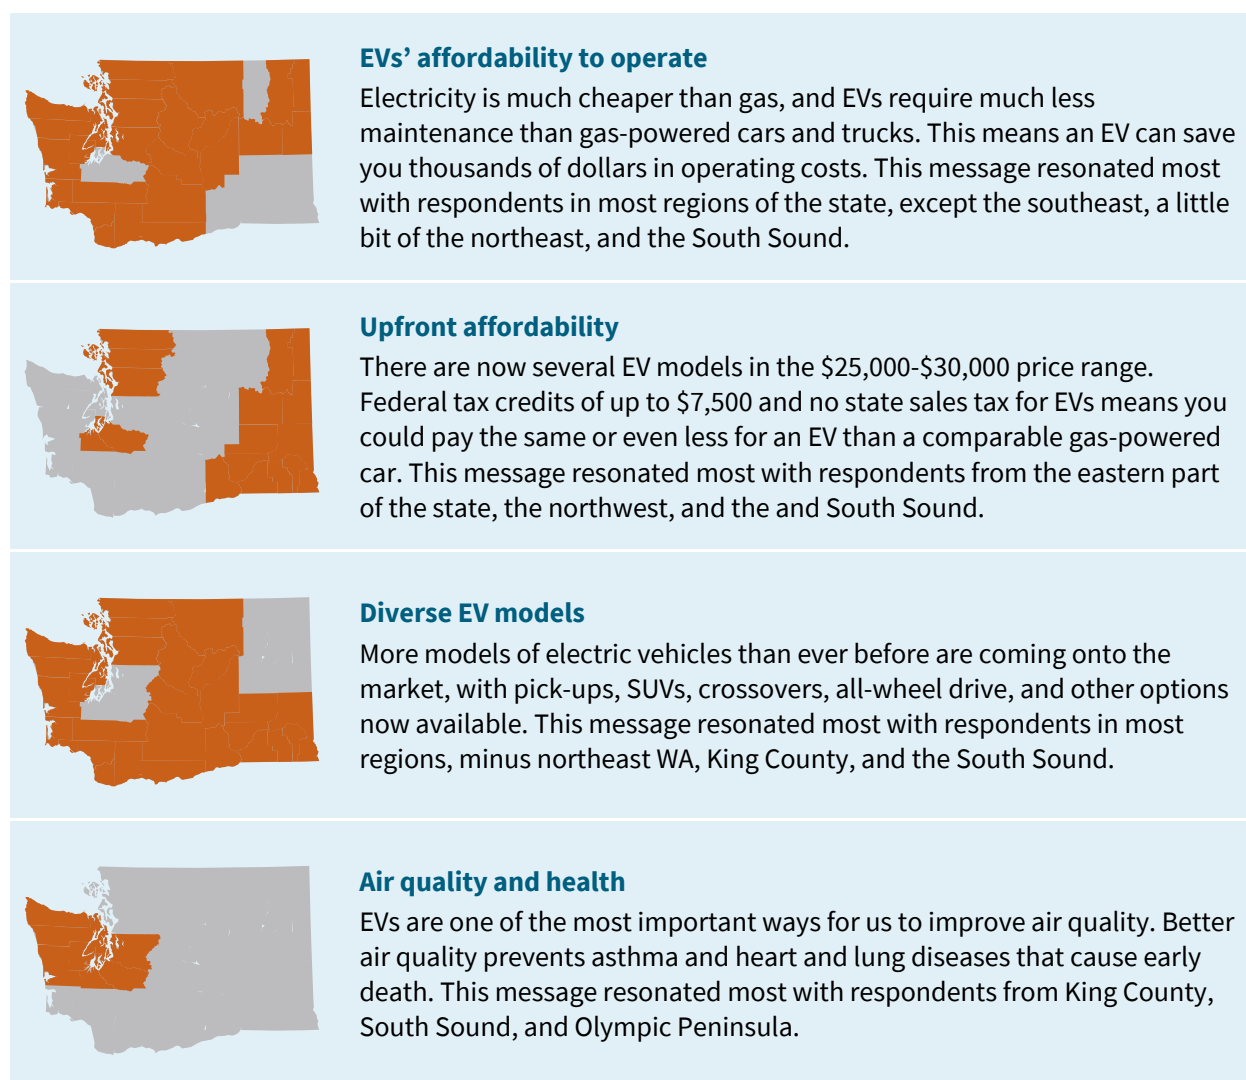 EVs’ affordability to operate
Electricity is much cheaper than gas, and EVs require much less
maintenance than gas-powered cars and trucks. This means an EV can save
you thousands of dollars in operating costs. This message resonated most
with respondents in most regions of the state, except the southeast, a little
bit of the northeast, and the South Sound.
Upfront affordability
There are now several EV models in the $25,000-$30,000 price range.
Federal tax credits of up to $7,500 and no state sales tax for EVs means you
could pay the same or even less for an EV than a comparable gas-powered
car. This message resonated most with respondents from the eastern part
of the state, the northwest, and the and South Sound.
Diverse EV models
More models of electric vehicles than ever before are coming onto the
market, with pick-ups, SUVs, crossovers, all-wheel drive, and other options
now available. This message resonated most with respondents in most
regions, minus northeast WA, King County, and the South Sound.
Air quality and health
EVs are one of the most important ways for us to improve air quality. Better
air quality prevents asthma and heart and lung diseases that cause early
death. This message resonated most with respondents from King County,
South Sound, and Olympic Peninsula.